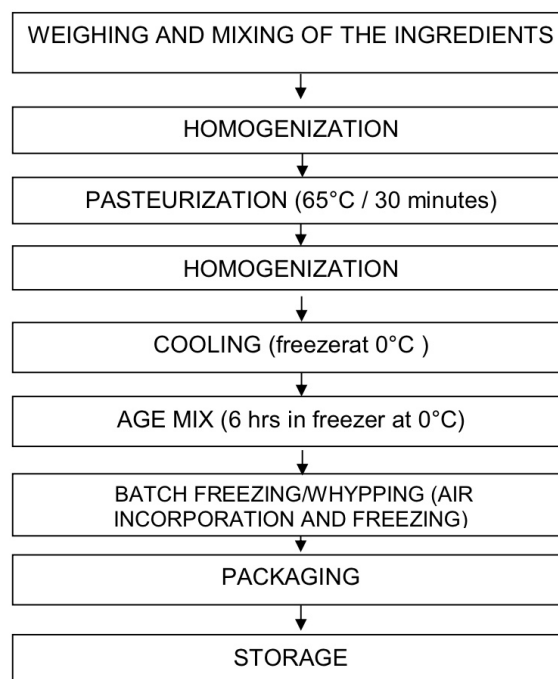 WEIGHING AND MIXING OF THE INGREDIENTS
HOMOGENIZATION
PASTEURIZATION (65°C / 30 minutes)
HOMOGENIZATION
COOLING (freezerat 0°C )
AGE MIX (6 hrs in freezer at 0°C)
BATCH FREEZING/WHYPPING (AIR
INCORPORATION AND FREEZING)
PACKAGING
STORAGE